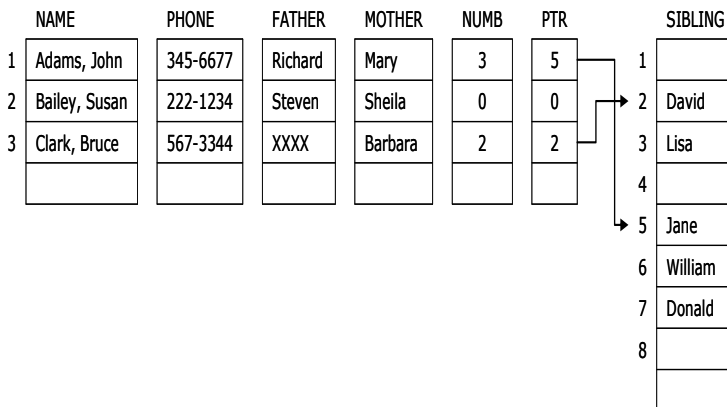 NAME PHONE FATHER MOTHER NUMB PTR SIBLING
1 Adams, John 345-6677 Richard Mary 3 5 1
2 Bailey, Susan 222-1234 Steven Sheila 0 0 2 David
3 Clark, Bruce 567-3344 XXXX Barbara 2 2 3 Lisa
4
5 Jane
6 William
7 Donald
8